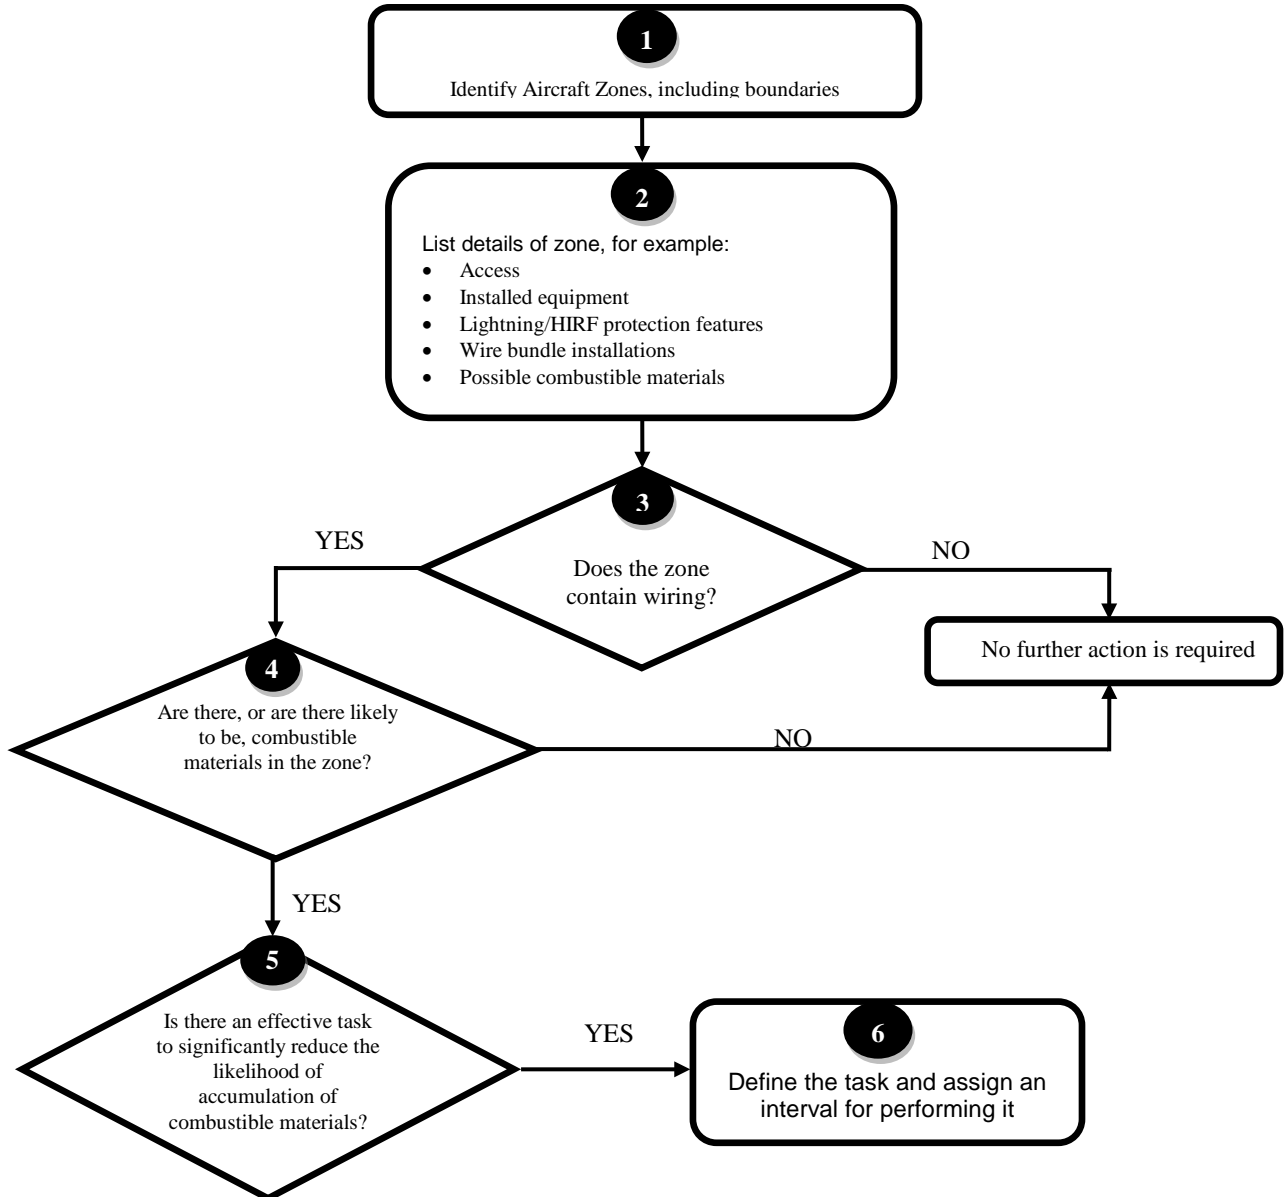 1
Identify Aircraft Zones, including boundaries
2
List details of zone, for example:
• Access
• Installed equipment
• Lightning/HIRF protection features
• Wire bundle installations
• Possible combustible materials
3
Does the zone
contain wiring?
YES
NO
No further action is required
4
Are there, or are there likely
to be, combustible
materials in the zone?
NO
YES
5
Is there an effective task
to significantly reduce the
likelihood of
accumulation of
combustible materials?
YES
6
Define the task and assign an
interval for performing it